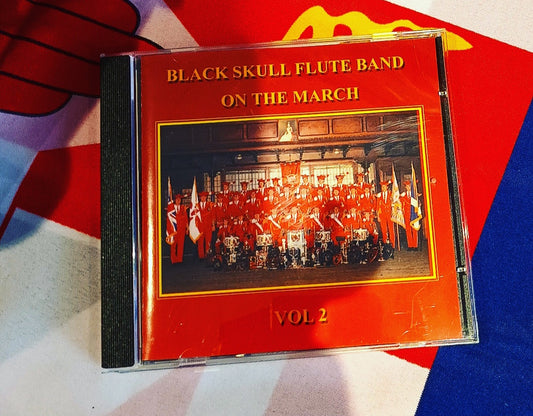 BLACK SKULL FLUTE BAND
ON THE MARCH
VOL 2